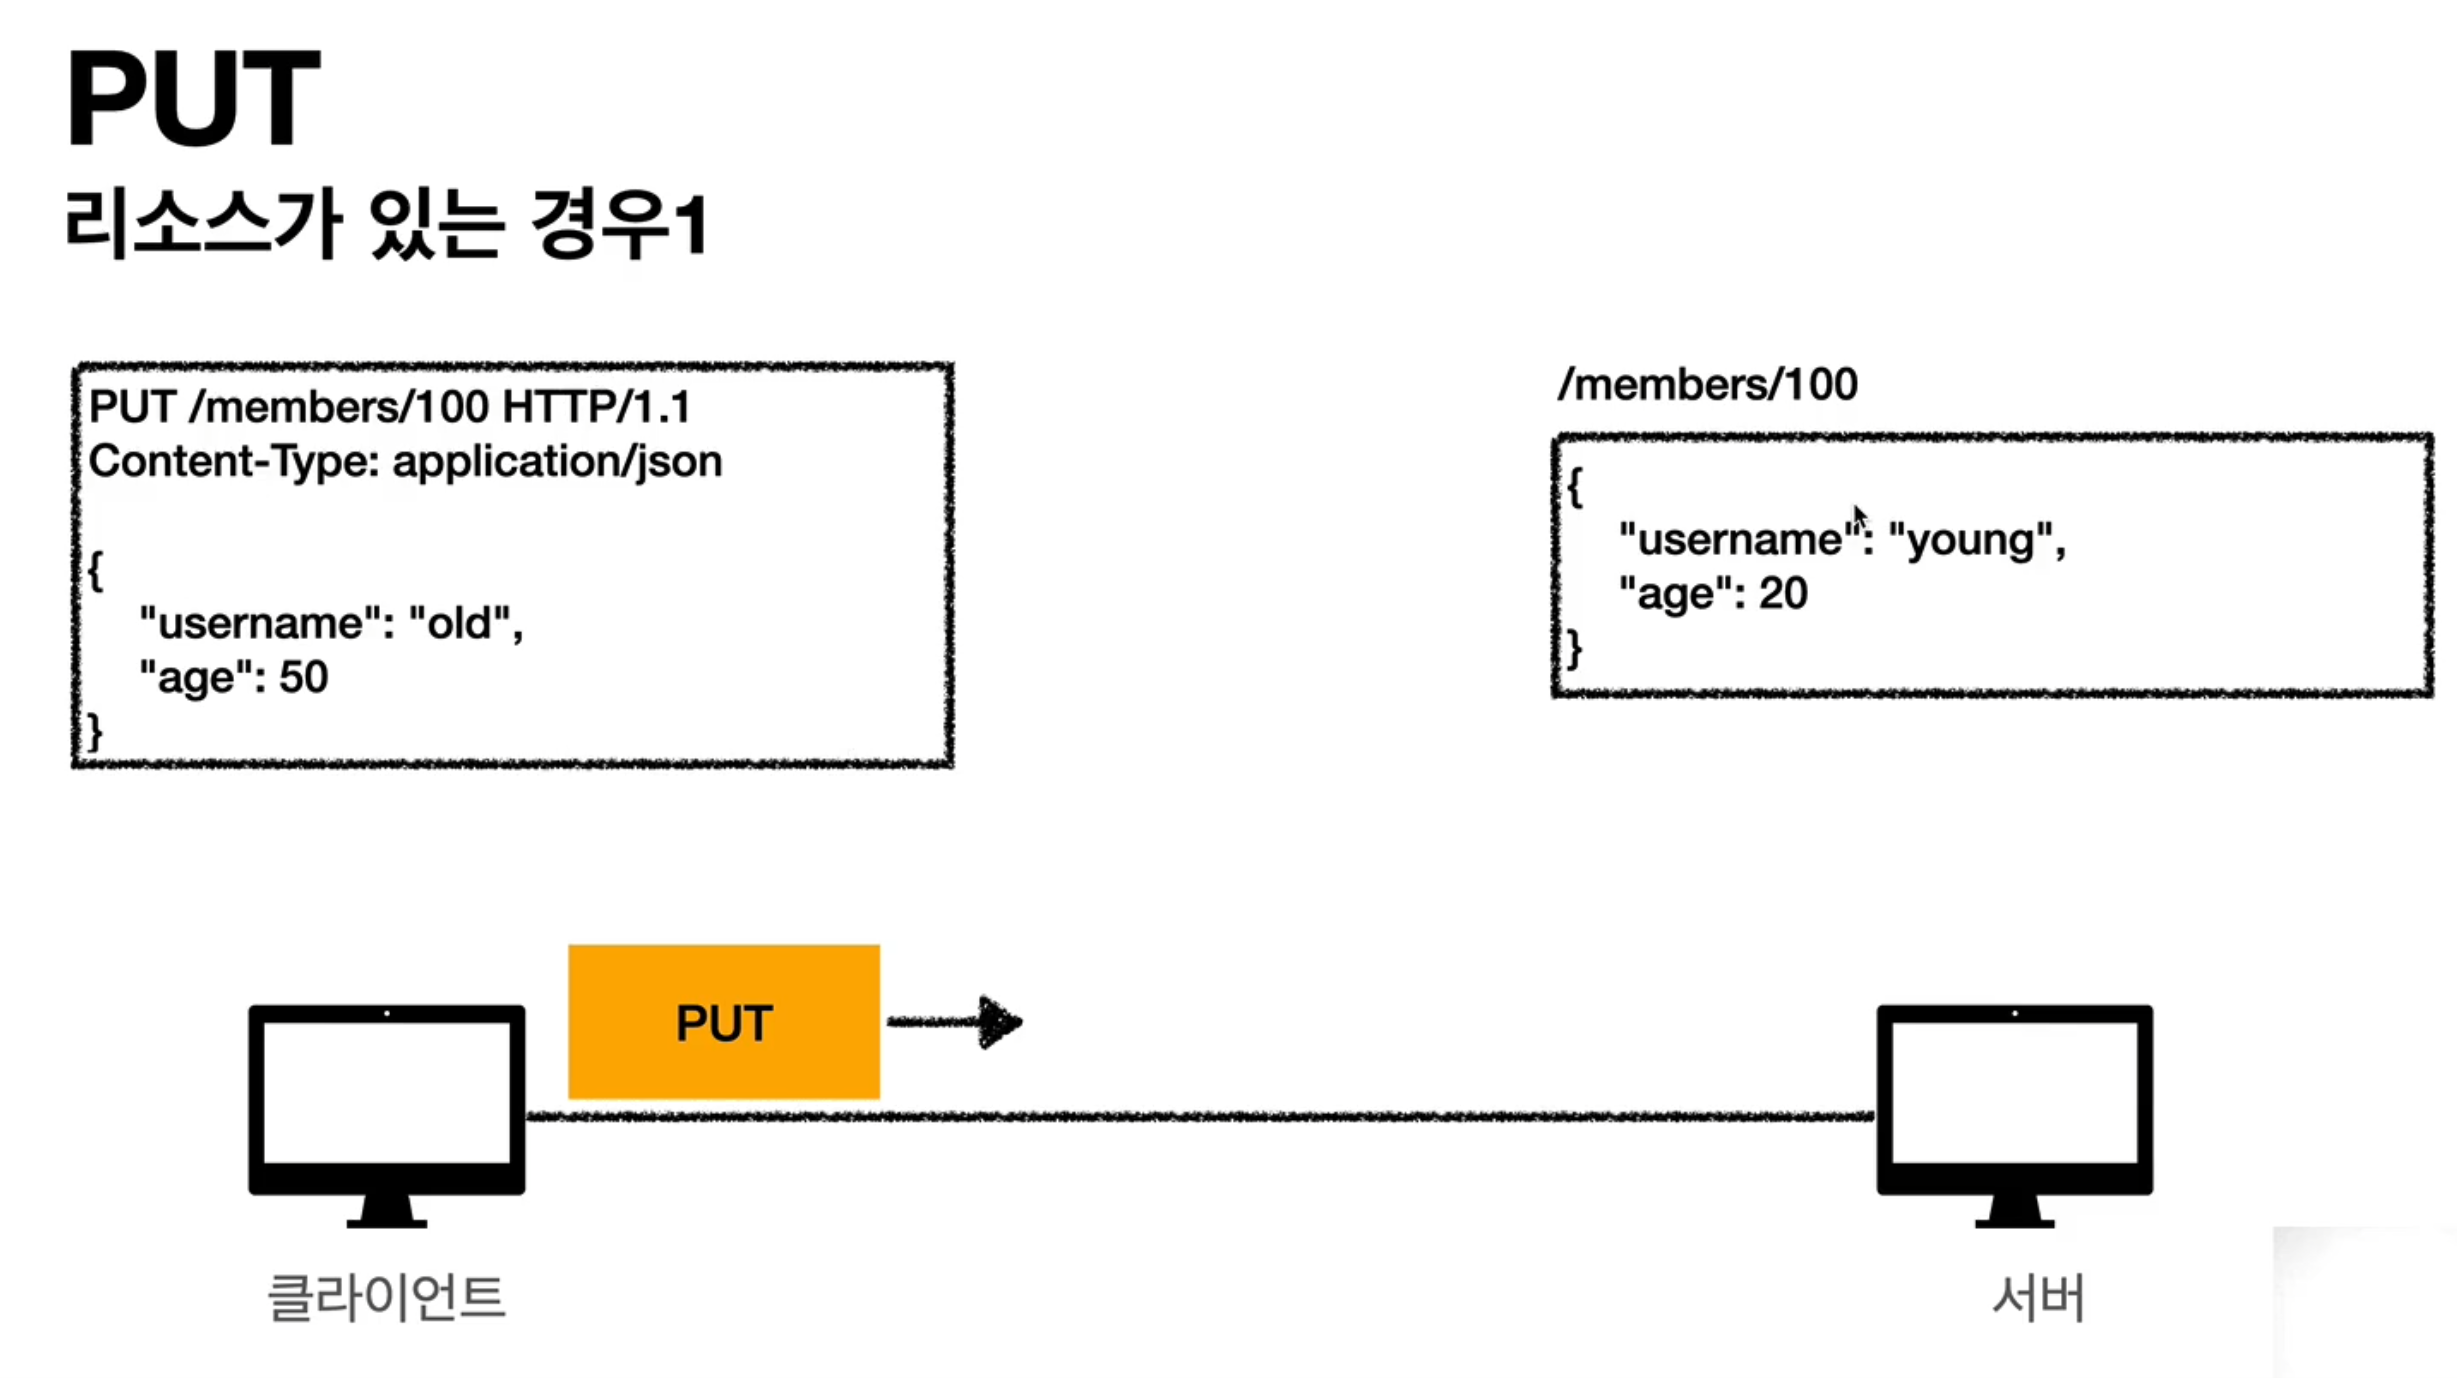 PUT
리소스가 있는 경우1
PUT /members/100 HTTP/1.1
Content-Type: application/json
{
"username": "old",
"age": 50
}
/members/100
{
"username": "young",
"age": 20
}
PUT
클라이언트
서버